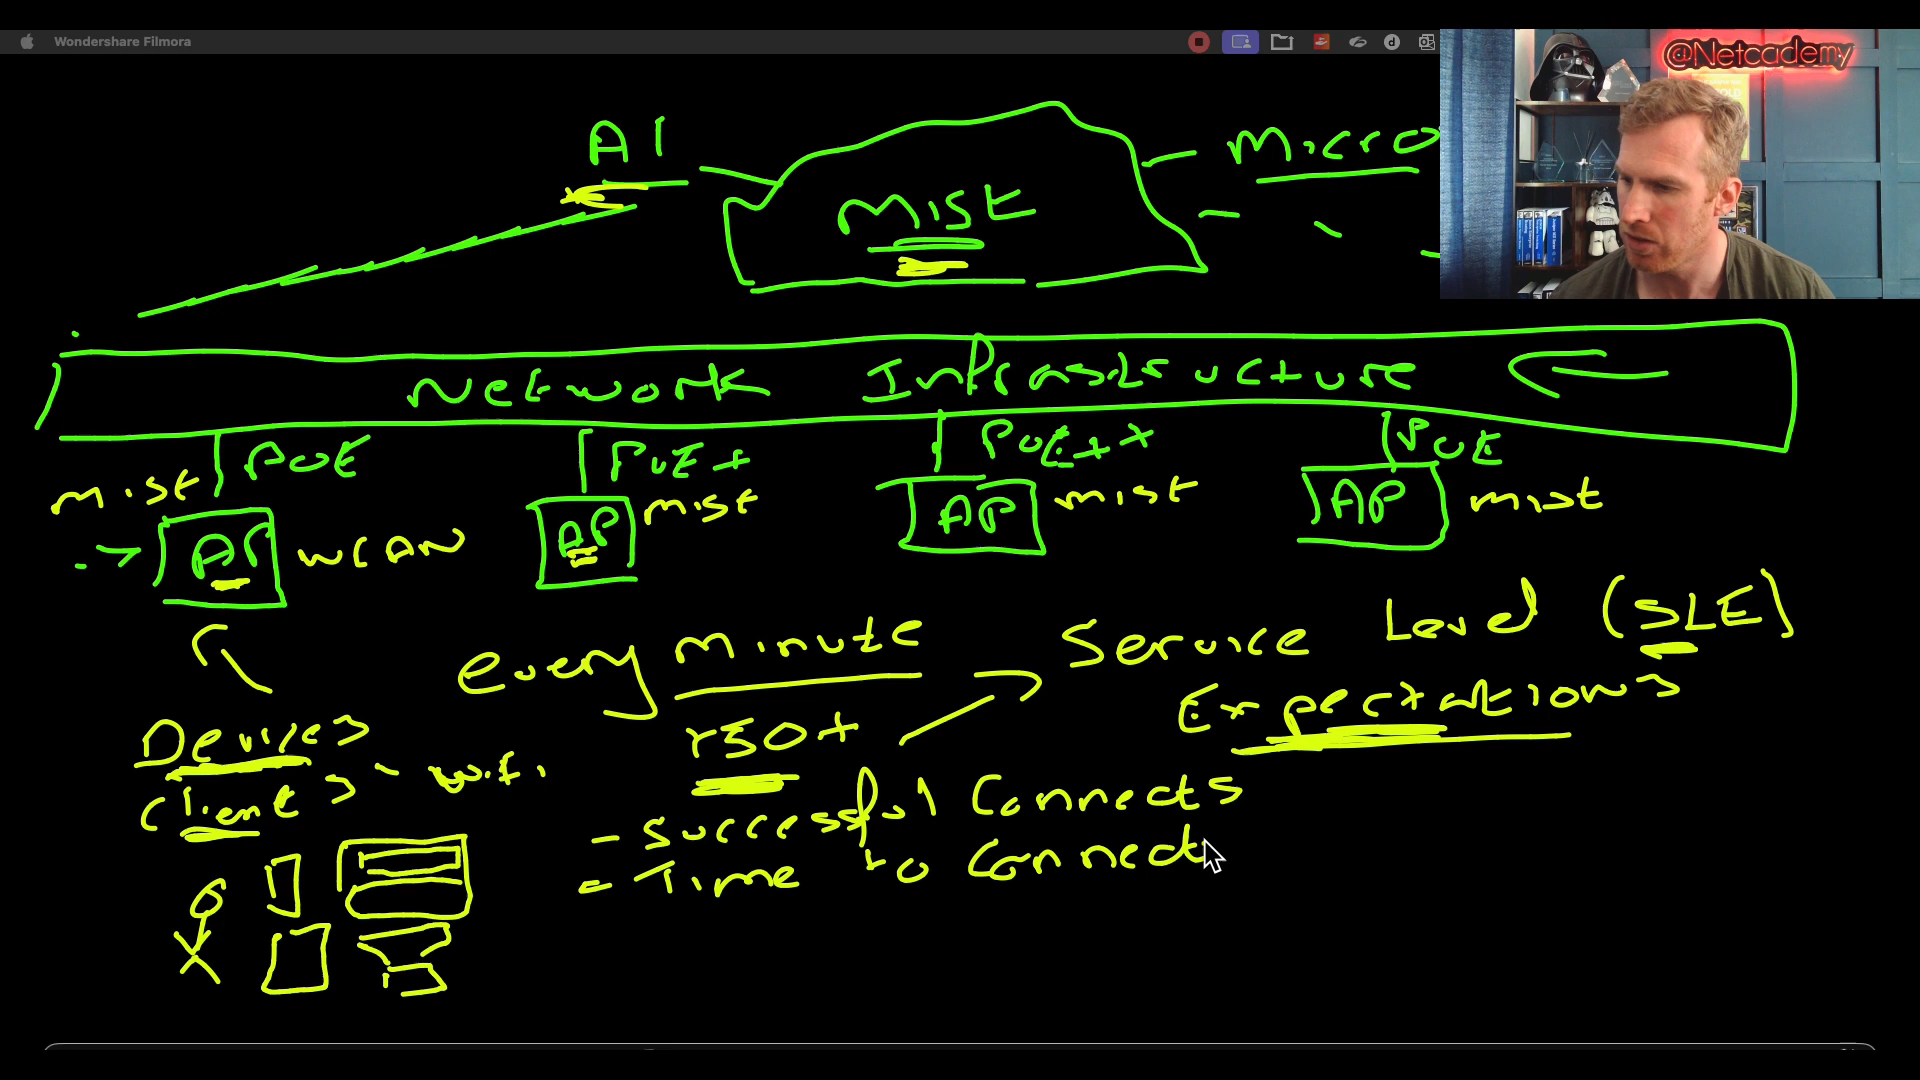 Wondershare Filmora
@Netcademy
AI
Mist
Micro
Network Infrastructure
POE
POE+
POE++
POE
Mist
AP
WLAN
AP
mist
AP
mist
AP
mist
every minute
Service Level (SLE)
Expectations
150+
Devices
Clients - Wifi
- Successful Connects
- Time to Connect